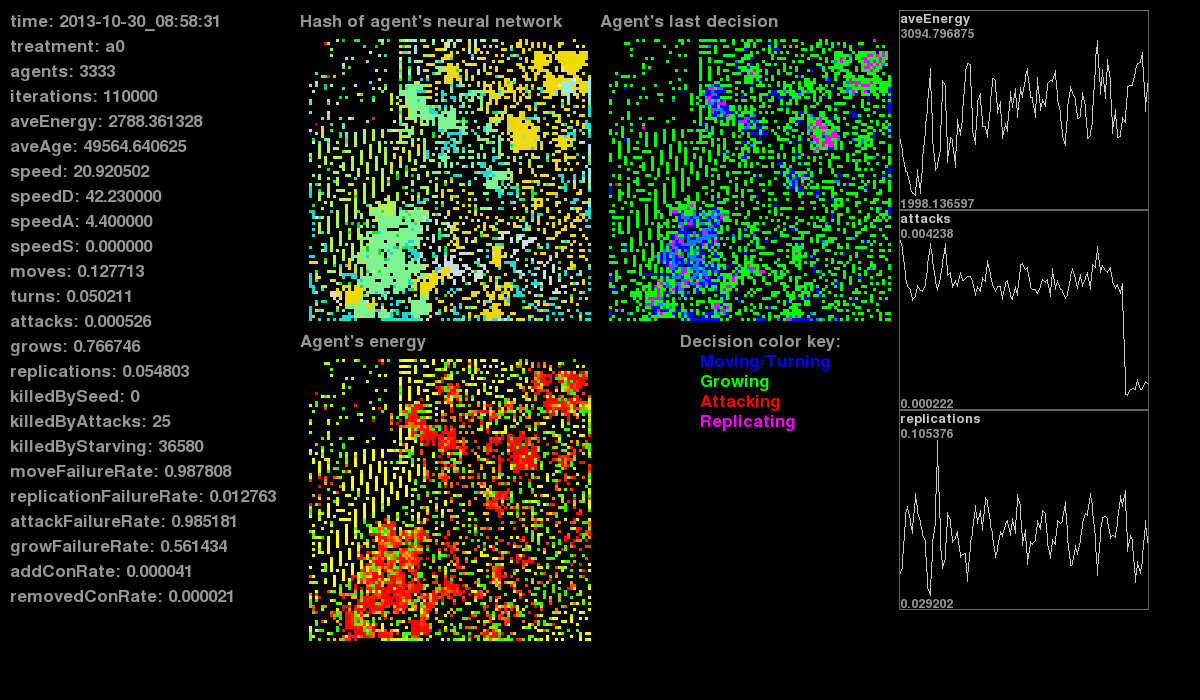 time: 2013-10-30_08:58:31
treatment: a0
agents: 3333
iterations: 110000
aveEnergy: 2788.361328
aveAge: 49564.640625
speed: 20.920502
speedD: 42.230000
speedA: 4.400000
speedS: 0.000000
moves: 0.127713
turns: 0.050211
attacks: 0.000526
grows: 0.766746
replications: 0.054803
killedBySeed: 0
killedByAttacks: 25
killedByStarving: 36580
moveFailureRate: 0.987808
replicationFailureRate: 0.012763
attackFailureRate: 0.985181
growFailureRate: 0.561434
addConRate: 0.000041
removedConRate: 0.000021
Hash of agent's neural network
Agent's last decision
Agent's energy
Decision color key:
Moving/Turning
Growing
Attacking
Replicating
aveEnergy
3094.796875
1998.136597
attacks
0.004238
0.000222
replications
0.105376
0.029202